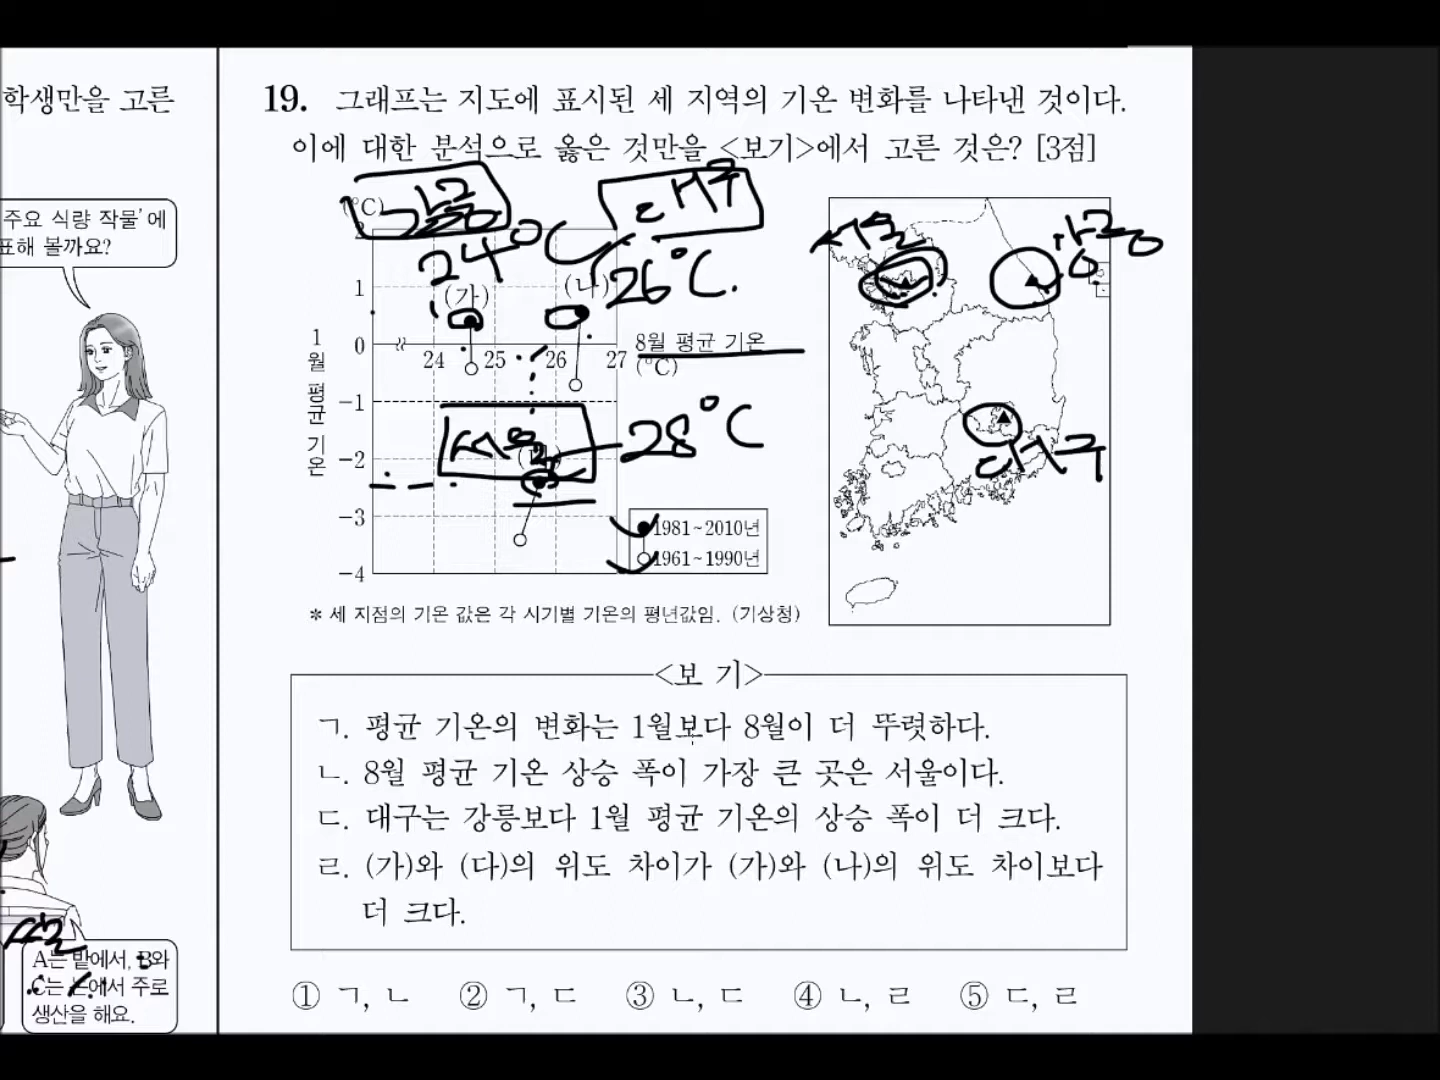 학생만을 고른
주요 식량 작물’에
표해 볼까요?
A는 밭에서, B와
C는 논에서 주로
생산을 해요.
19. 그래프는 지도에 표시된 세 지역의 기온 변화를 나타낸 것이다.
이에 대한 분석으로 옳은 것만을 <보기>에서 고른 것은? [3점]
(℃)
24℃
26℃.
(가)
(나)
1
0
24 25 26 27
8월 평균 기온
(℃)
1월 평균 기온
-1
-2
-3
-4
서울
28℃
1981~2010년
1961~1990년
서울
강릉
대구
* 세 지점의 기온 값은 각 시기별 기온의 평년값임. (기상청)
<보 기>
ㄱ. 평균 기온의 변화는 1월보다 8월이 더 뚜렷하다.
ㄴ. 8월 평균 기온 상승 폭이 가장 큰 곳은 서울이다.
ㄷ. 대구는 강릉보다 1월 평균 기온의 상승 폭이 더 크다.
ㄹ. (가)와 (다)의 위도 차이가 (가)와 (나)의 위도 차이보다
더 크다.
① ㄱ, ㄴ ② ㄱ, ㄷ ③ ㄴ, ㄷ ④ ㄴ, ㄹ ⑤ ㄷ, ㄹ